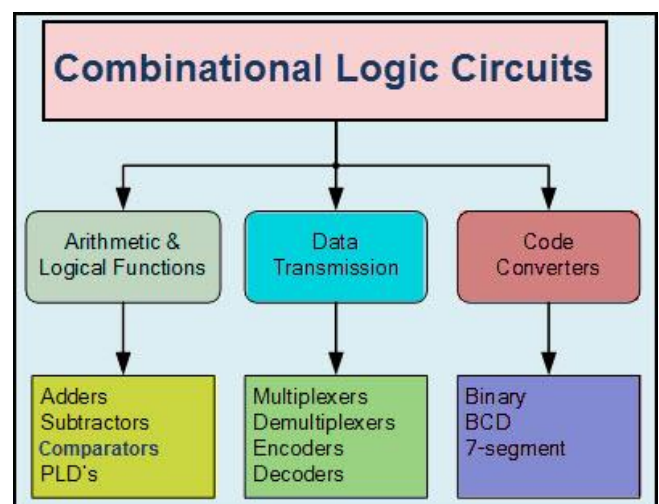 Combinational Logic Circuits
Arithmetic &
Logical Functions
Data
Transmission
Code
Converters
Adders
Subtractors
Comparators
PLD's
Multiplexers
Demultiplexers
Encoders
Decoders
Binary
BCD
7-segment